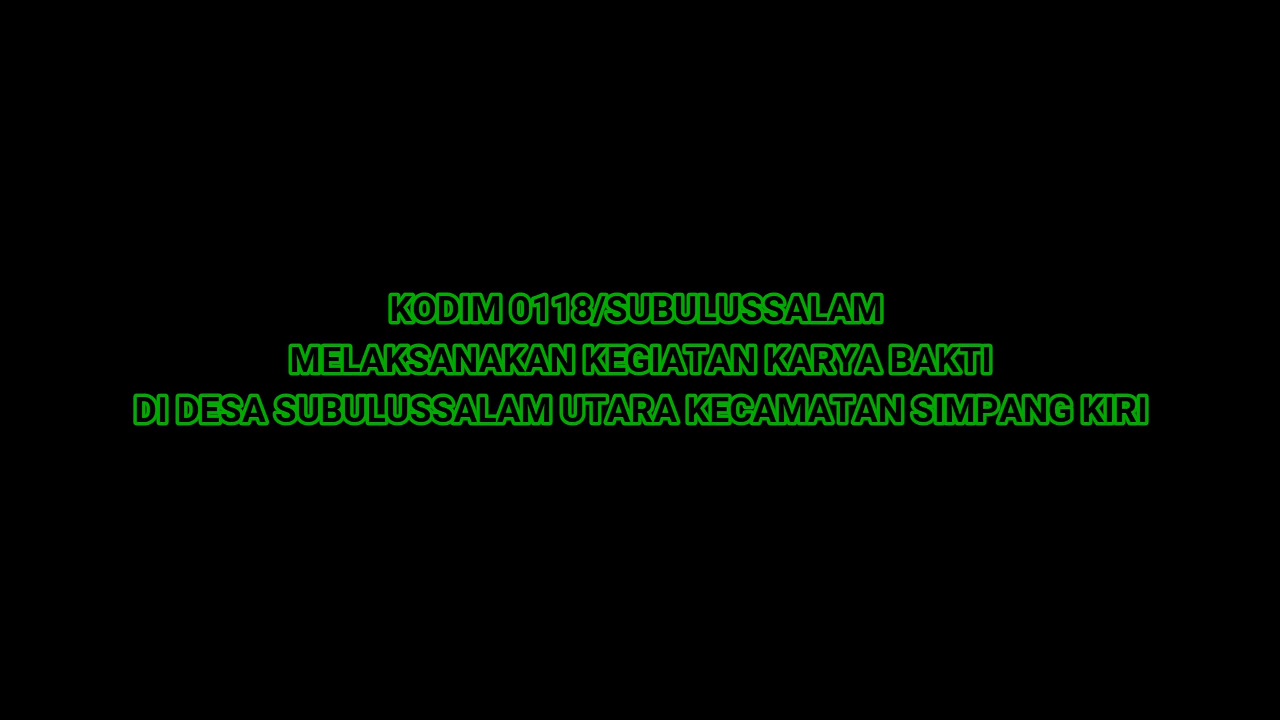 KODIM 0118/SUBULUSSALAM
MELAKSANAKAN KEGIATAN KARYA BAKTI
DI DESA SUBULUSSALAM UTARA KECAMATAN SIMPANG KIRI